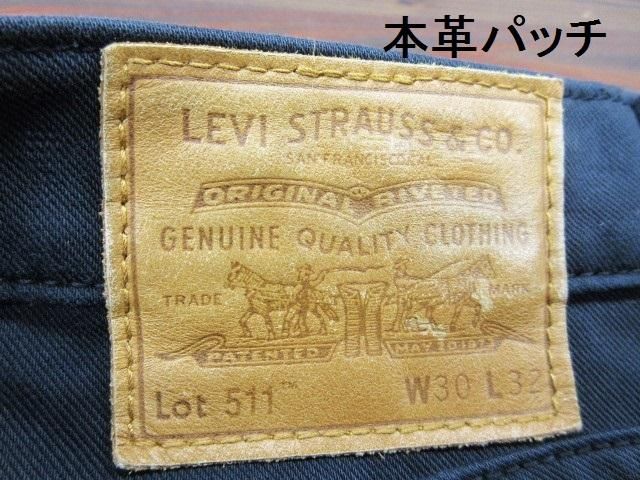 本革パッチ
LEVI STRAUSS & CO.
SAN FRANCISCO CAL
ORIGINAL RIVETED
GENUINE QUALITY CLOTHING
TRADE MARK
PATENTED MAY 20 1873
Lot 511™ W30 L32